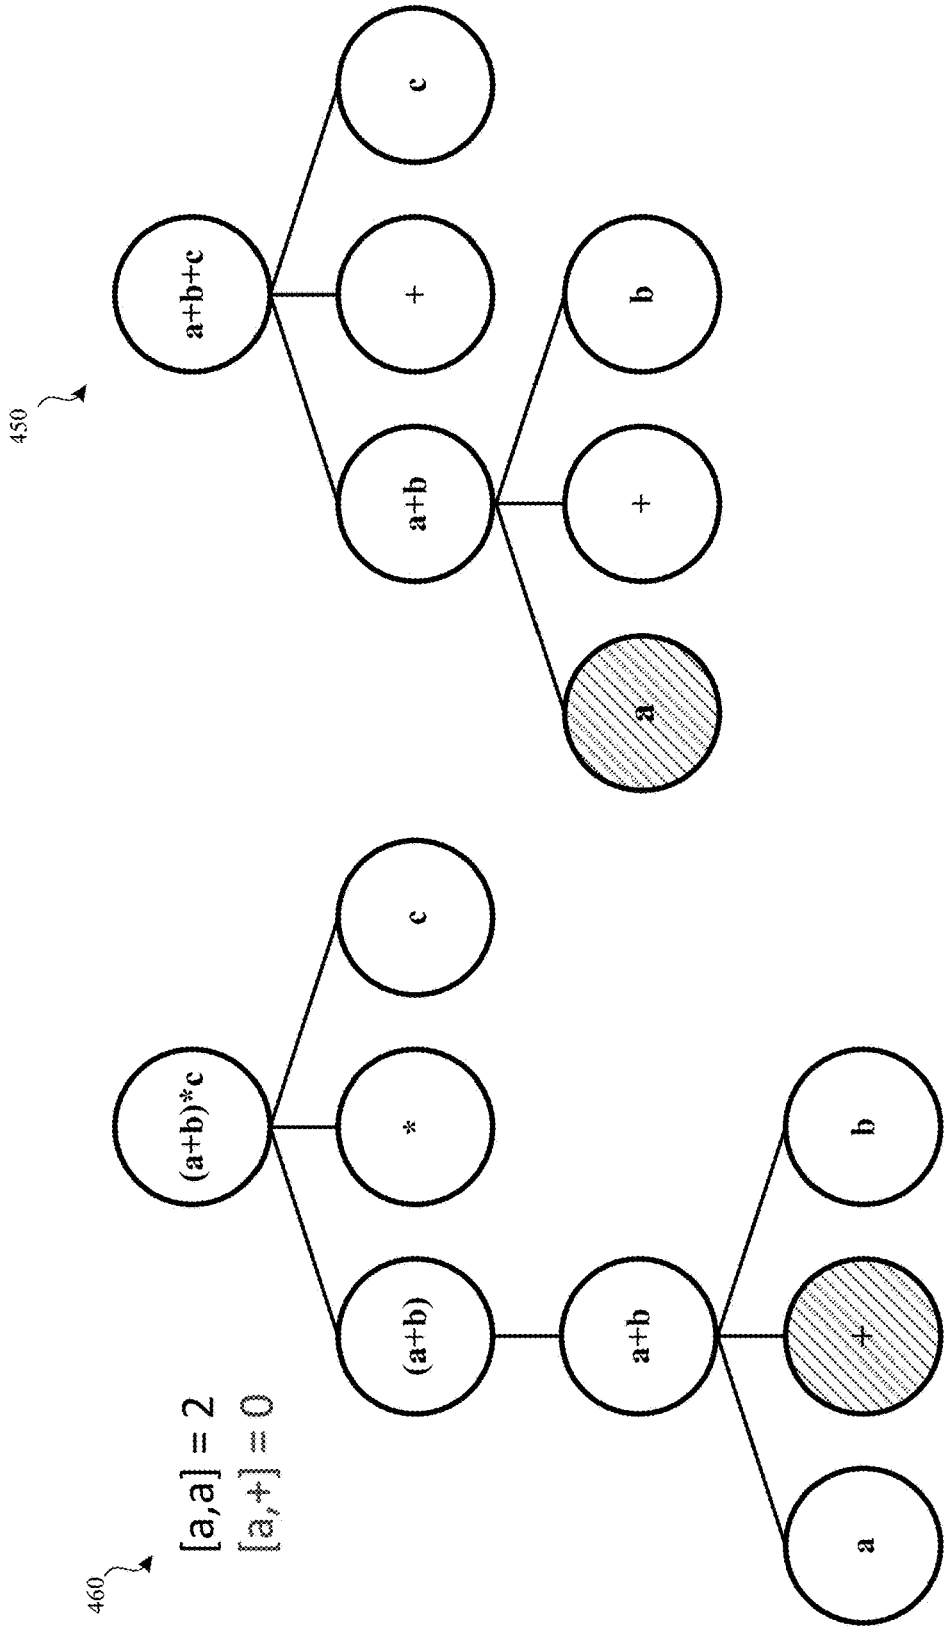 460
[a,a] = 2
[a,+] = 0
(a+b)*c
(a+b)
*
c
a+b
a
+
b
450
a+b+c
a+b
+
c
a
+
b